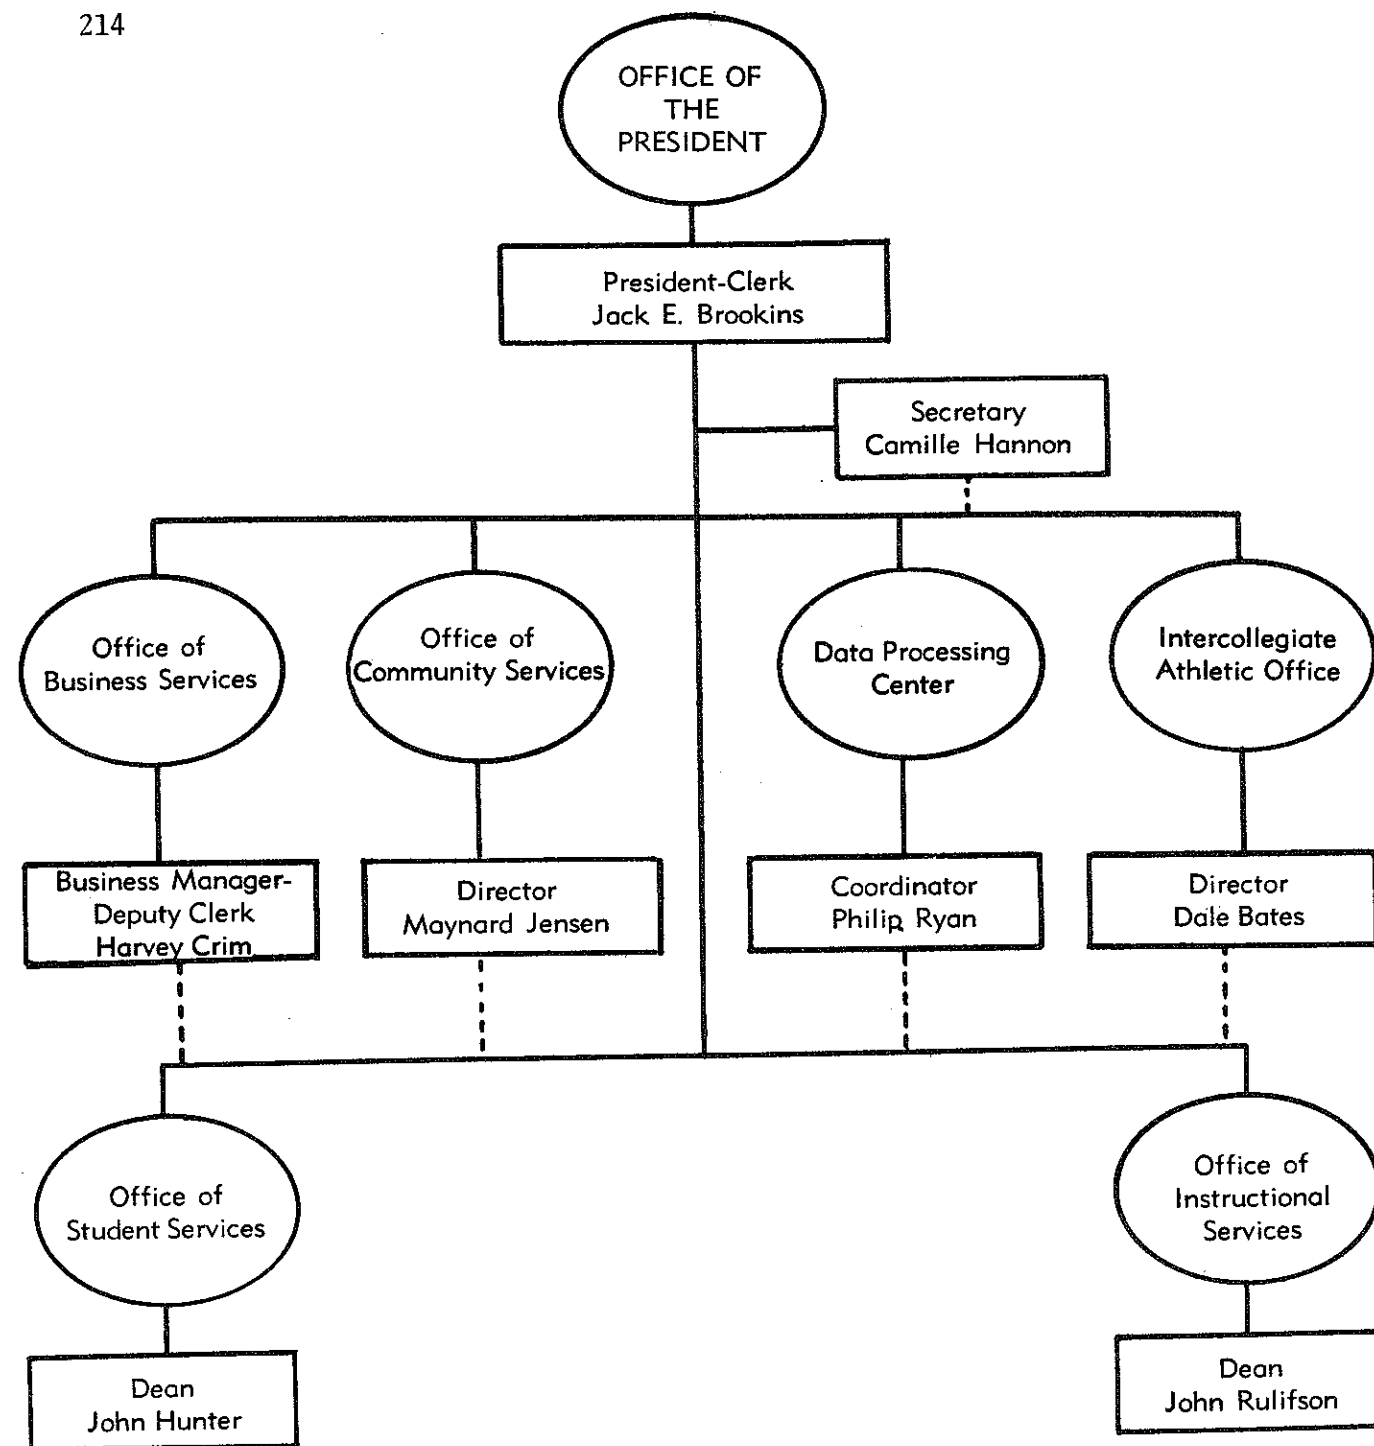 214
OFFICE OF
THE
PRESIDENT
President-Clerk
Jack E. Brookins
Secretary
Camille Hannon
Office of
Business Services
Office of
Community Services
Data Processing
Center
Intercollegiate
Athletic Office
Business Manager-
Deputy Clerk
Harvey Crim
Director
Maynard Jensen
Coordinator
Philip Ryan
Director
Dale Bates
Office of
Student Services
Office of
Instructional
Services
Dean
John Hunter
Dean
John Rulifson